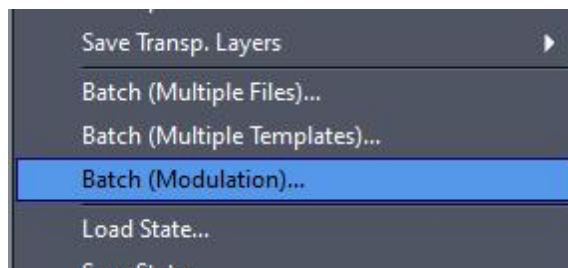 Save Transp. Layers
Batch (Multiple Files)...
Batch (Multiple Templates)...
Batch (Modulation)...
Load State...